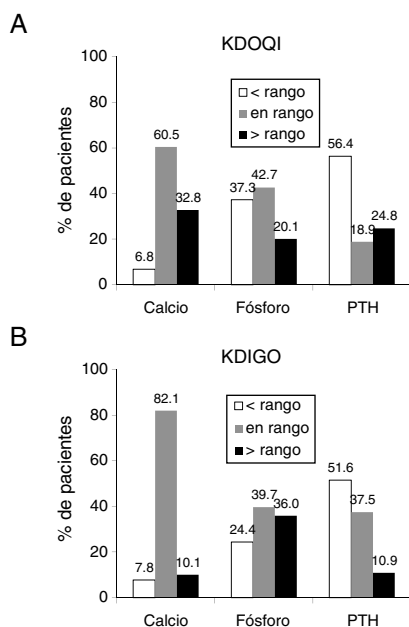 A
KDOQI
% de pacientes
100
80
60
40
20
0
< rango
en rango
> rango
6.8
60.5
32.8
37.3
42.7
20.1
56.4
18.9
24.8
Calcio
Fósforo
PTH
B
KDIGO
% de pacientes
100
80
60
40
20
0
< rango
en rango
> rango
7.8
82.1
10.1
24.4
39.7
36.0
51.6
37.5
10.9
Calcio
Fósforo
PTH